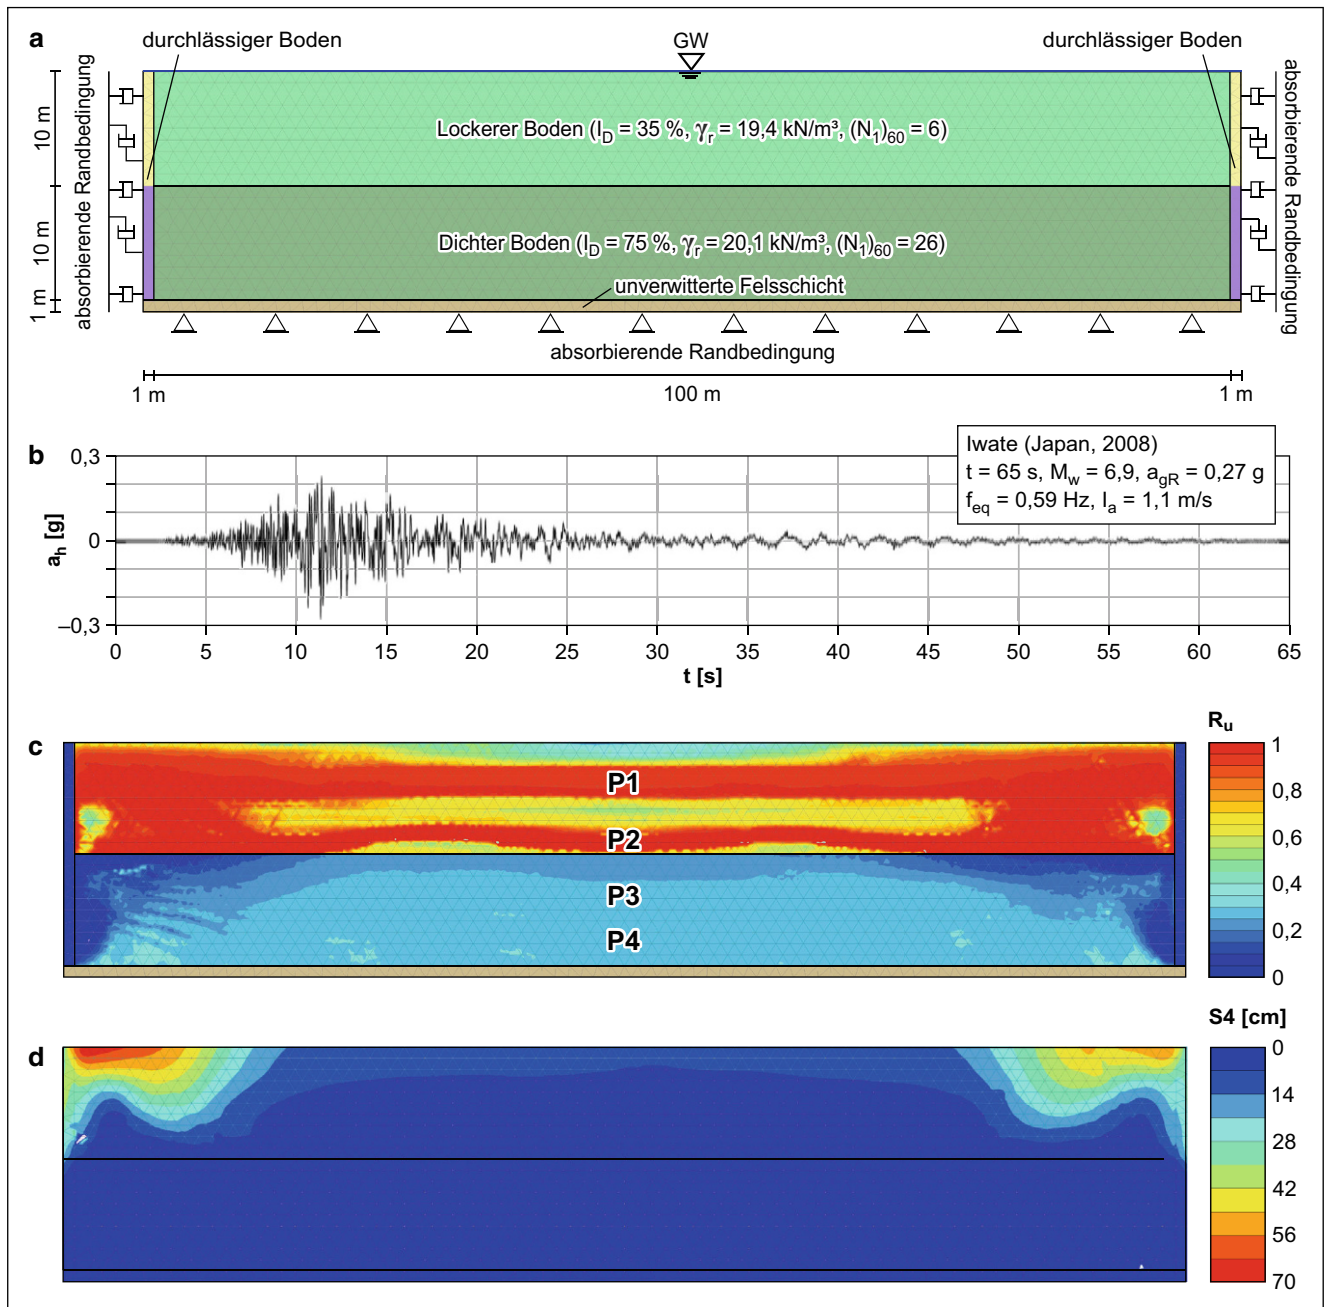 a
durchlässiger Boden
GW
durchlässiger Boden
absorbierende Randbedingung
10 m
10 m
1 m
Lockerer Boden (I_D = 35 %, γ_r = 19,4 kN/m³, (N_1)_60 = 6)
Dichter Boden (I_D = 75 %, γ_r = 20,1 kN/m³, (N_1)_60 = 26)
unverwitterte Felsschicht
absorbierende Randbedingung
absorbierende Randbedingung
1 m
100 m
1 m
b
Iwate (Japan, 2008)
t = 65 s, M_w = 6,9, a_gR = 0,27 g
f_eq = 0,59 Hz, I_a = 1,1 m/s
a_h [g]
0,3
0
–0,3
0 5 10 15 20 25 30 35 40 45 50 55 60 65
t [s]
c
P1
P2
P3
P4
R_u
1
0,8
0,6
0,4
0,2
0
d
S4 [cm]
0
14
28
42
56
70